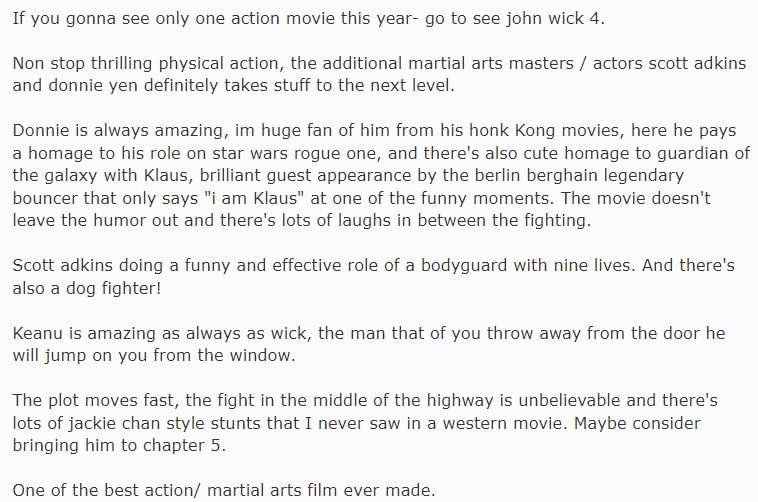 If you gonna see only one action movie this year- go to see john wick 4.
Non stop thrilling physical action, the additional martial arts masters / actors scott adkins
and donnie yen definitely takes stuff to the next level.
Donnie is always amazing, im huge fan of him from his honk Kong movies, here he pays
a homage to his role on star wars rogue one, and there's also cute homage to guardian of
the galaxy with Klaus, brilliant guest appearance by the berlin berghain legendary
bouncer that only says "i am Klaus" at one of the funny moments. The movie doesn't
leave the humor out and there's lots of laughs in between the fighting.
Scott adkins doing a funny and effective role of a bodyguard with nine lives. And there's
also a dog fighter!
Keanu is amazing as always as wick, the man that of you throw away from the door he
will jump on you from the window.
The plot moves fast, the fight in the middle of the highway is unbelievable and there's
lots of jackie chan style stunts that I never saw in a western movie. Maybe consider
bringing him to chapter 5.
One of the best action/ martial arts film ever made.